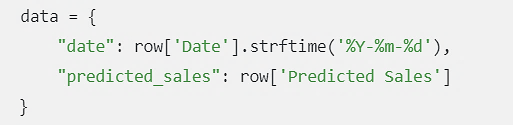 data = {
    "date": row['Date'].strftime('%Y-%m-%d'),
    "predicted_sales": row['Predicted Sales']
}